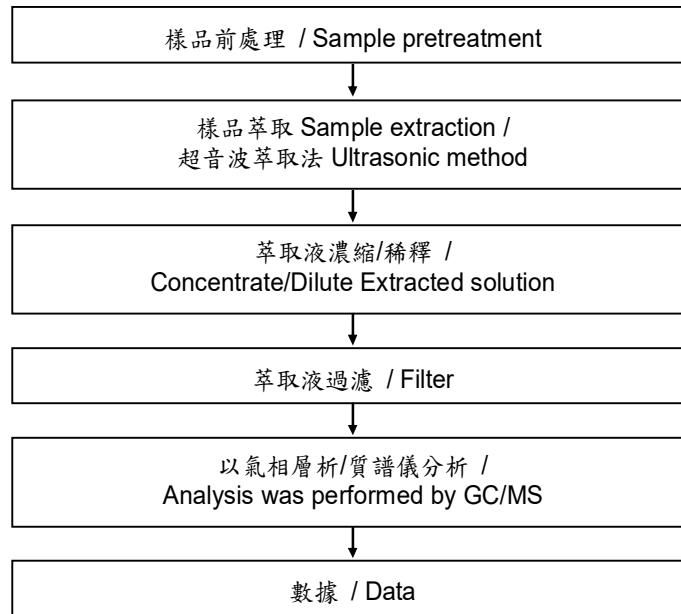 樣品前處理 / Sample pretreatment
樣品萃取 Sample extraction /
超音波萃取法 Ultrasonic method
萃取液濃縮/稀釋 /
Concentrate/Dilute Extracted solution
萃取液過濾 / Filter
以氣相層析/質譜儀分析 /
Analysis was performed by GC/MS
數據 / Data